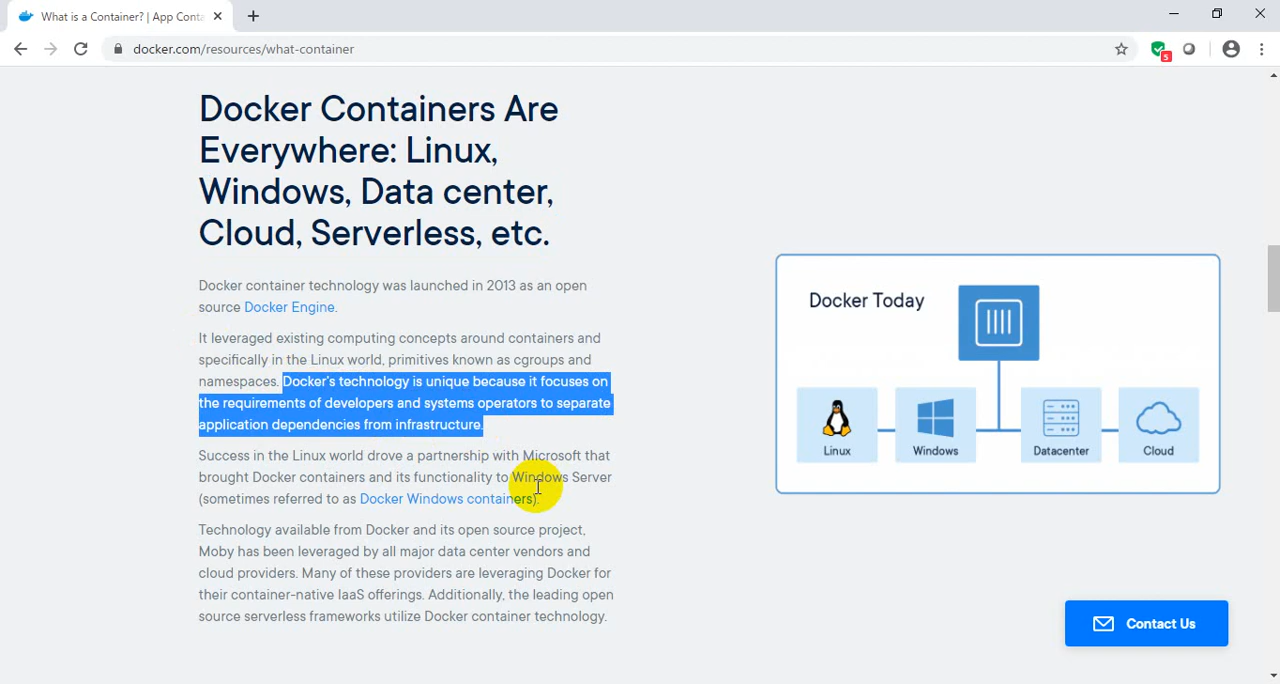 What is a Container? | App Conta
docker.com/resources/what-container
5
Docker Containers Are
Everywhere: Linux,
Windows, Data center,
Cloud, Serverless, etc.
Docker container technology was launched in 2013 as an open
source Docker Engine.
It leveraged existing computing concepts around containers and
specifically in the Linux world, primitives known as cgroups and
namespaces. Docker's technology is unique because it focuses on
the requirements of developers and systems operators to separate
application dependencies from infrastructure.
Success in the Linux world drove a partnership with Microsoft that
brought Docker containers and its functionality to Windows Server
(sometimes referred to as Docker Windows containers).
Technology available from Docker and its open source project,
Moby has been leveraged by all major data center vendors and
cloud providers. Many of these providers are leveraging Docker for
their container-native IaaS offerings. Additionally, the leading open
source serverless frameworks utilize Docker container technology.
Docker Today
Linux
Windows
Datacenter
Cloud
Contact Us